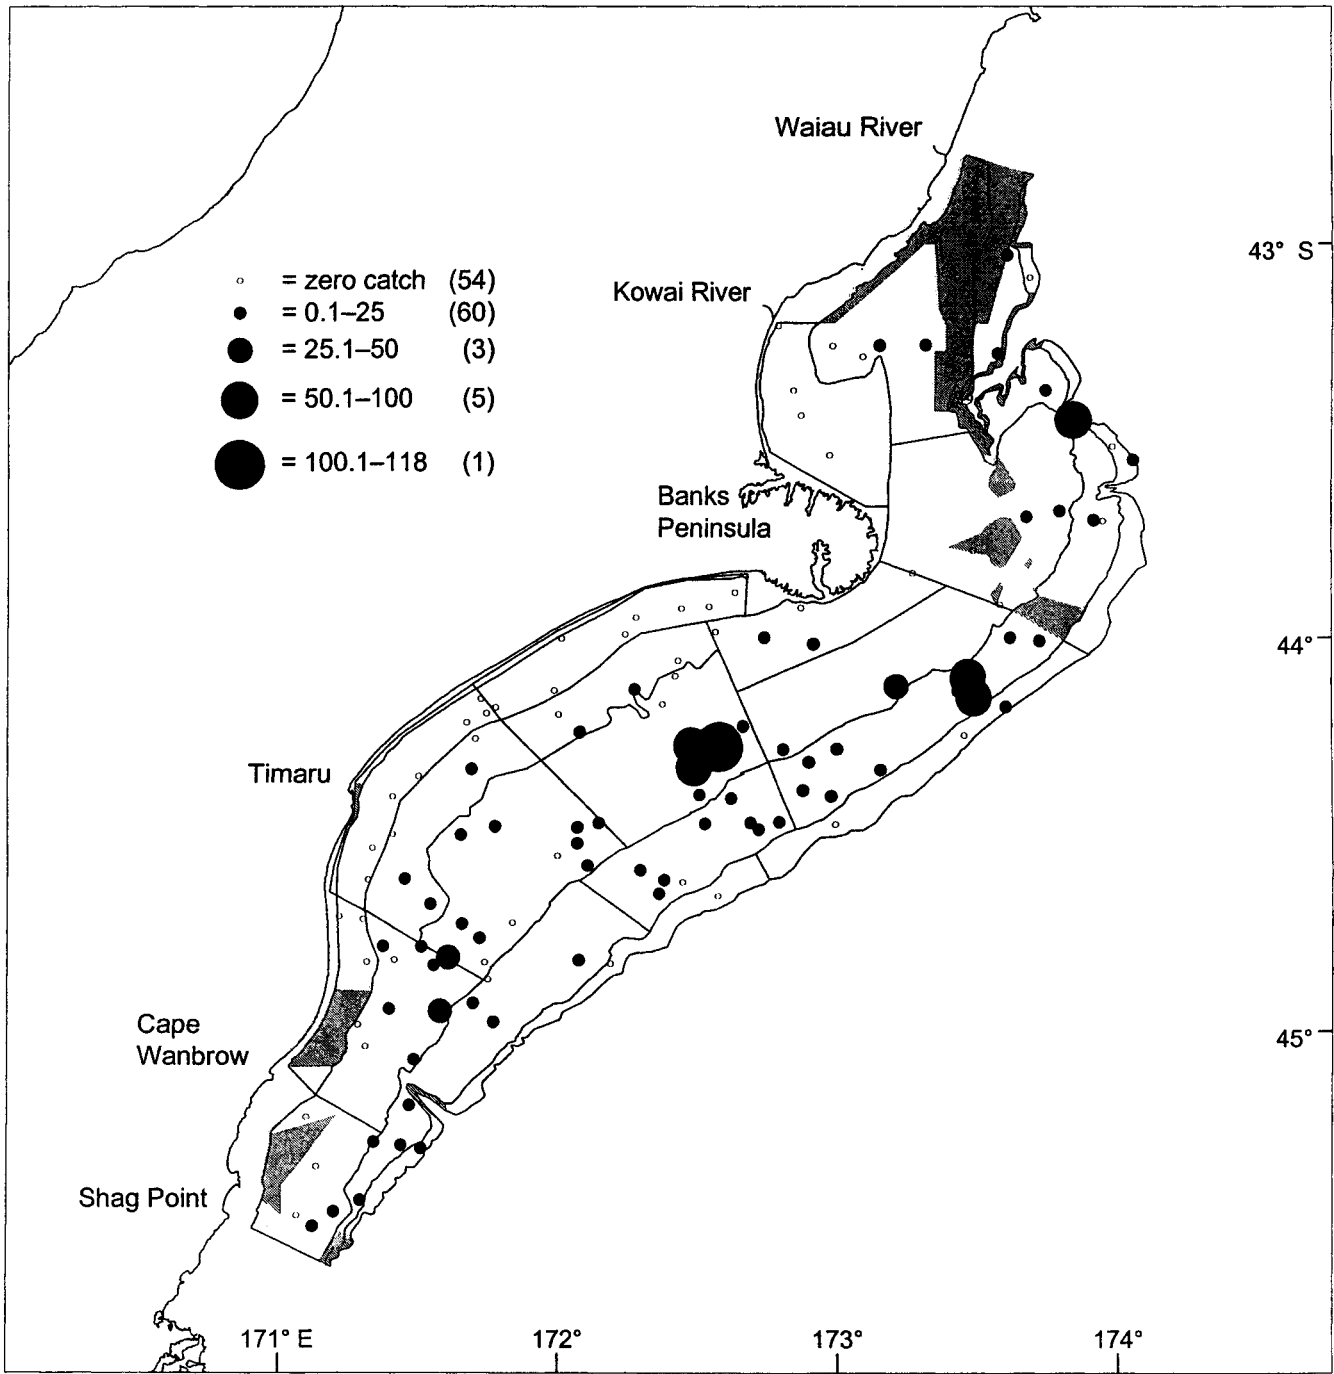 Waiau River
43° S
= zero catch (54)
Kowai River
= 0.1–25 (60)
= 25.1–50 (3)
= 50.1–100 (5)
= 100.1–118 (1)
Banks
Peninsula
44°
Timaru
Cape
Wanbrow
45°
Shag Point
171° E 172° 173° 174°